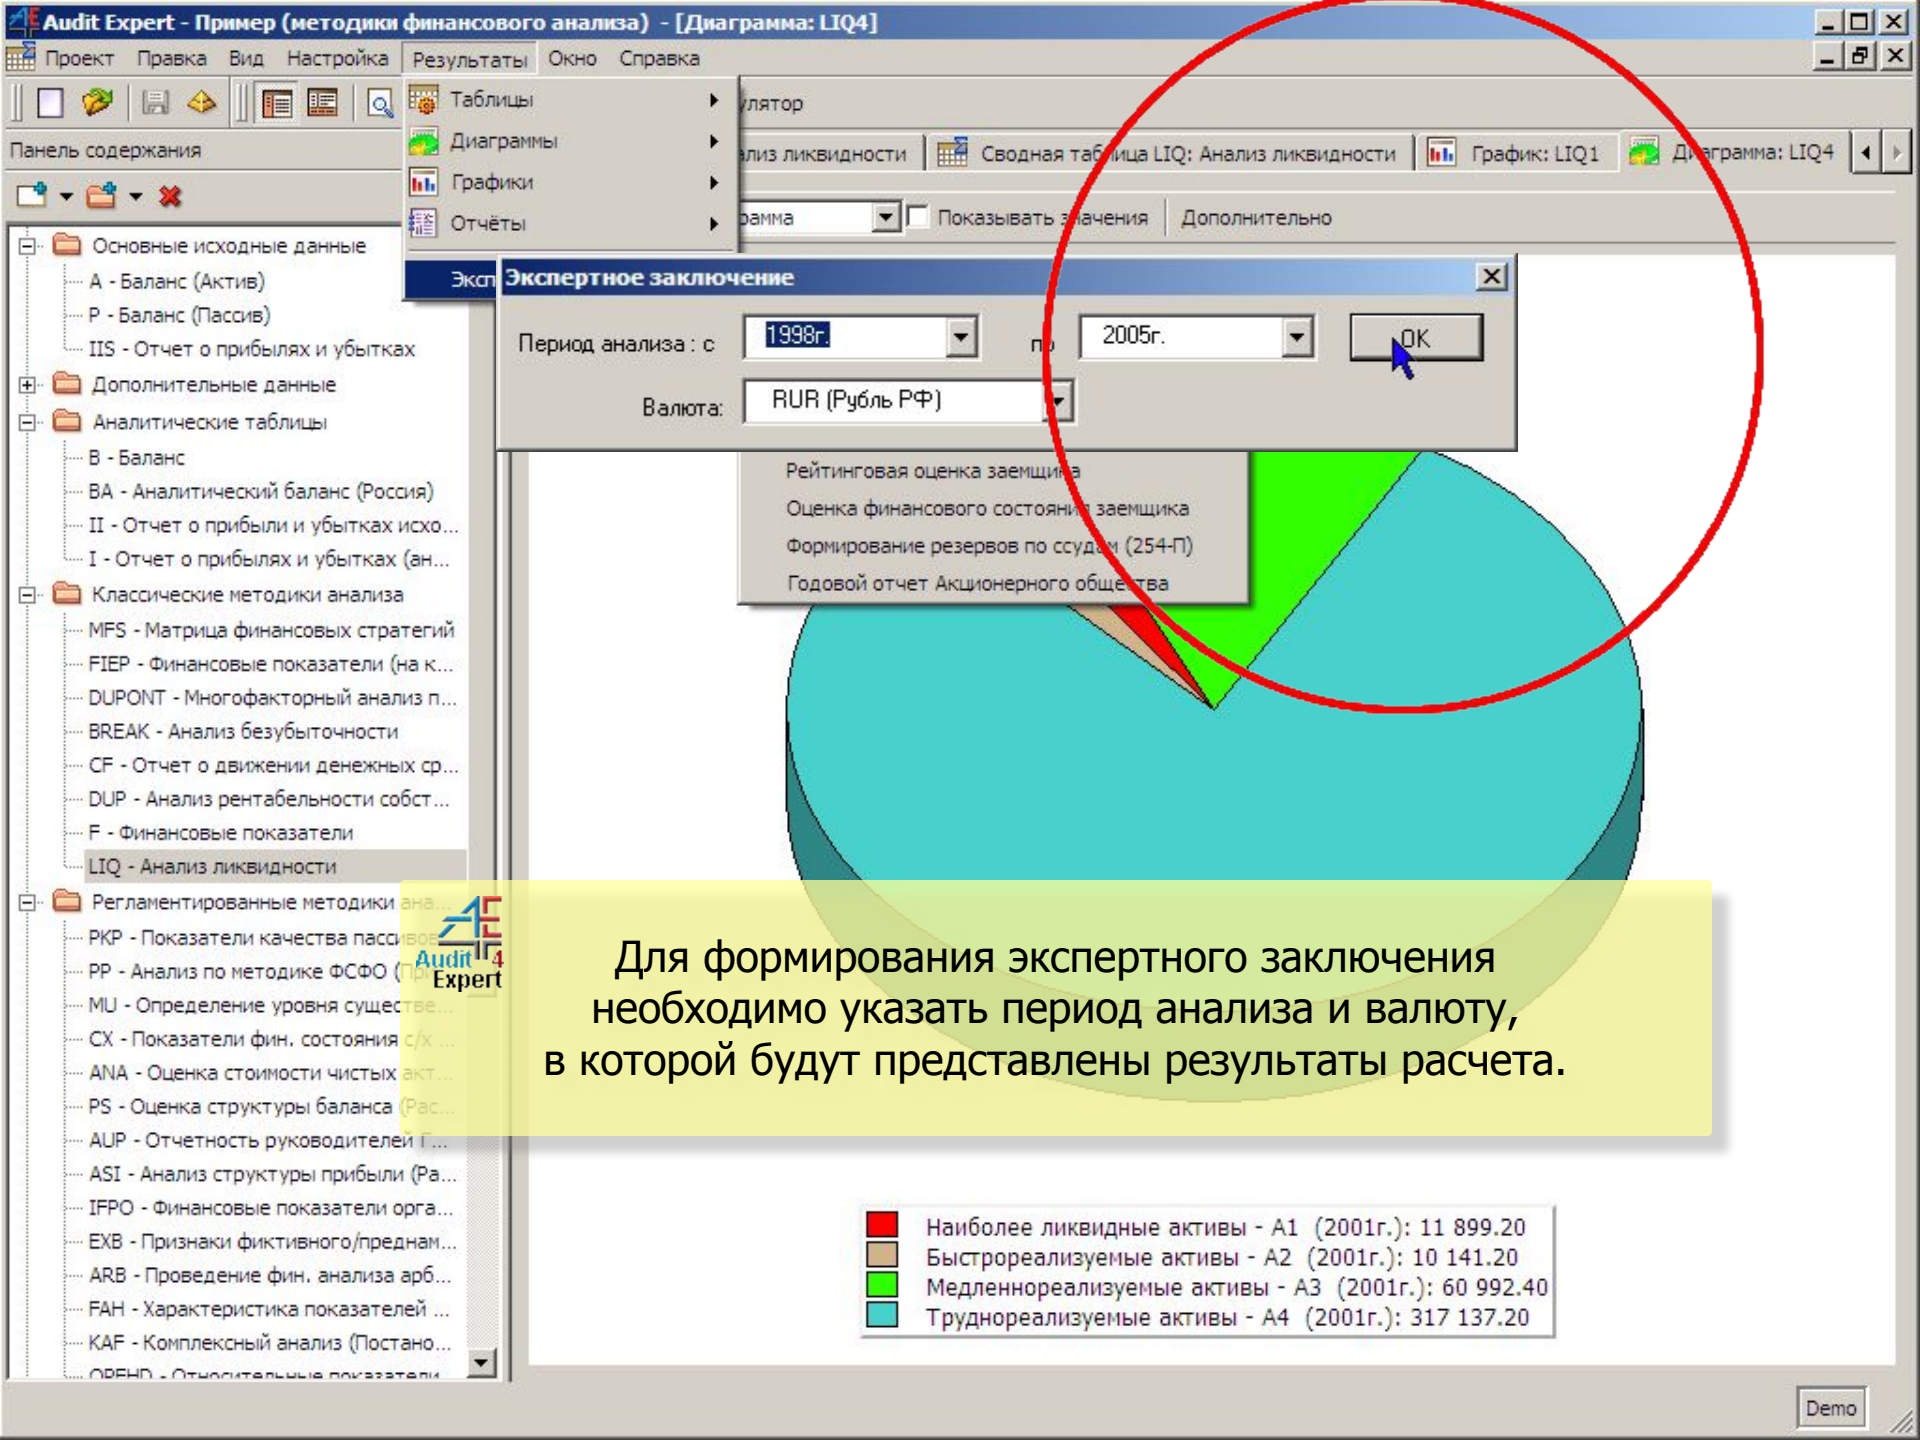 Audit Expert - Пример (методики финансового анализа) - [Диаграмма: LIQ4]
Проект Правка Вид Настройка Результаты Окно Справка
Таблицы
Диаграммы
Графики
Отчёты
Панель содержания
ликвидности
Сводная таблица LIQ: Анализ ликвидности
График: LIQ1
Диаграмма: LIQ4
Показывать значения
Дополнительно
Экспертное заключение
Период анализа : с 1998г. по 2005г. OK
Валюта: RUR (Рубль РФ)
Рейтинговая оценка заемщика
Оценка финансового состояния заемщика
Формирование резервов по ссудам (254-П)
Годовой отчет Акционерного общества
Основные исходные данные
A - Баланс (Актив)
P - Баланс (Пассив)
IIS - Отчет о прибылях и убытках
Дополнительные данные
Аналитические таблицы
B - Баланс
BA - Аналитический баланс (Россия)
II - Отчет о прибыли и убытках исхо...
I - Отчет о прибылях и убытках (ан...
Классические методики анализа
MFS - Матрица финансовых стратегий
FIEP - Финансовые показатели (на к...
DUPONT - Многофакторный анализ п...
BREAK - Анализ безубыточности
CF - Отчет о движении денежных ср...
DUP - Анализ рентабельности собст...
F - Финансовые показатели
LIQ - Анализ ликвидности
Регламентированные методики ана...
PKP - Показатели качества пассивов
PP - Анализ по методике ФСФО
MU - Определение уровня существе...
CX - Показатели фин. состояния с/х ...
ANA - Оценка стоимости чистых акт...
PS - Оценка структуры баланса (Рас...
AUP - Отчетность руководителей Г...
ASI - Анализ структуры прибыли (Ра...
IFPO - Финансовые показатели орга...
EXB - Признаки фиктивного/преднам...
ARB - Проведение фин. анализа арб...
FAH - Характеристика показателей ...
KAF - Комплексный анализ (Постано...
Audit 4
Expert
Для формирования экспертного заключения
необходимо указать период анализа и валюту,
в которой будут представлены результаты расчета.
Наиболее ликвидные активы - А1 (2001г.): 11 899.20
Быстрореализуемые активы - А2 (2001г.): 10 141.20
Медленнореализуемые активы - А3 (2001г.): 60 992.40
Труднореализуемые активы - А4 (2001г.): 317 137.20
Demo